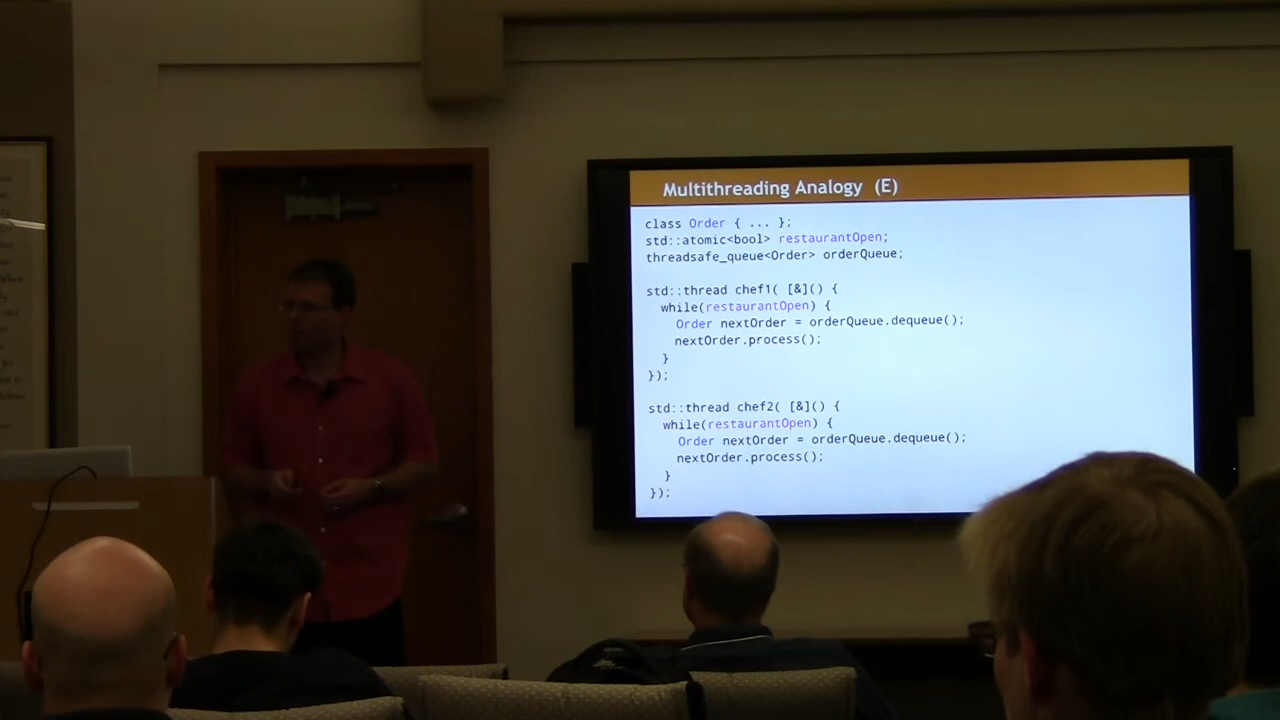 Multithreading Analogy (E)
class Order { ... };
std::atomic<bool> restaurantOpen;
threadsafe_queue<Order> orderQueue;
std::thread chef1( [&]() {
while(restaurantOpen) {
Order nextOrder = orderQueue.dequeue();
nextOrder.process();
}
});
std::thread chef2( [&]() {
while(restaurantOpen) {
Order nextOrder = orderQueue.dequeue();
nextOrder.process();
}
});